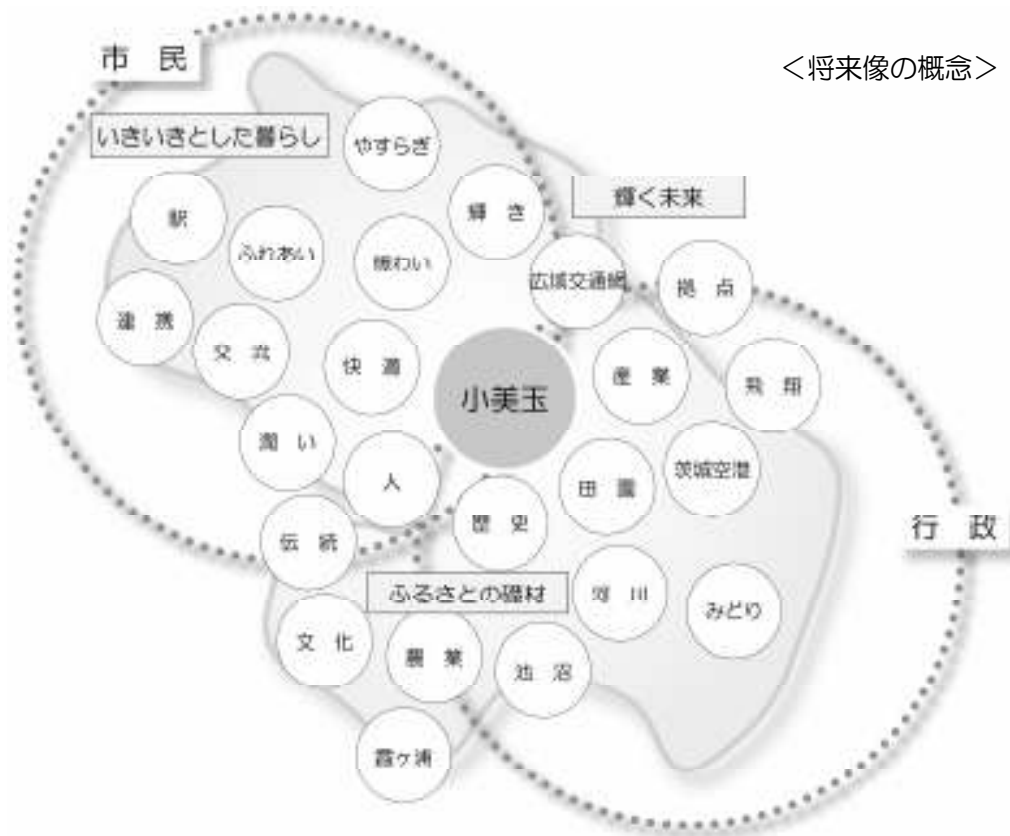 市民
<将来像の概念>
いきいきとした暮らし
やすらぎ
輝き
輝く未来
駅
ふれあい
賑わい
広域交通網
拠点
連携
交流
快適
小美玉
産業
飛翔
潤い
人
田園
茨城空港
伝統
歴史
行政
ふるさとの礎材
河川
みどり
文化
農業
池沼
霞ヶ浦